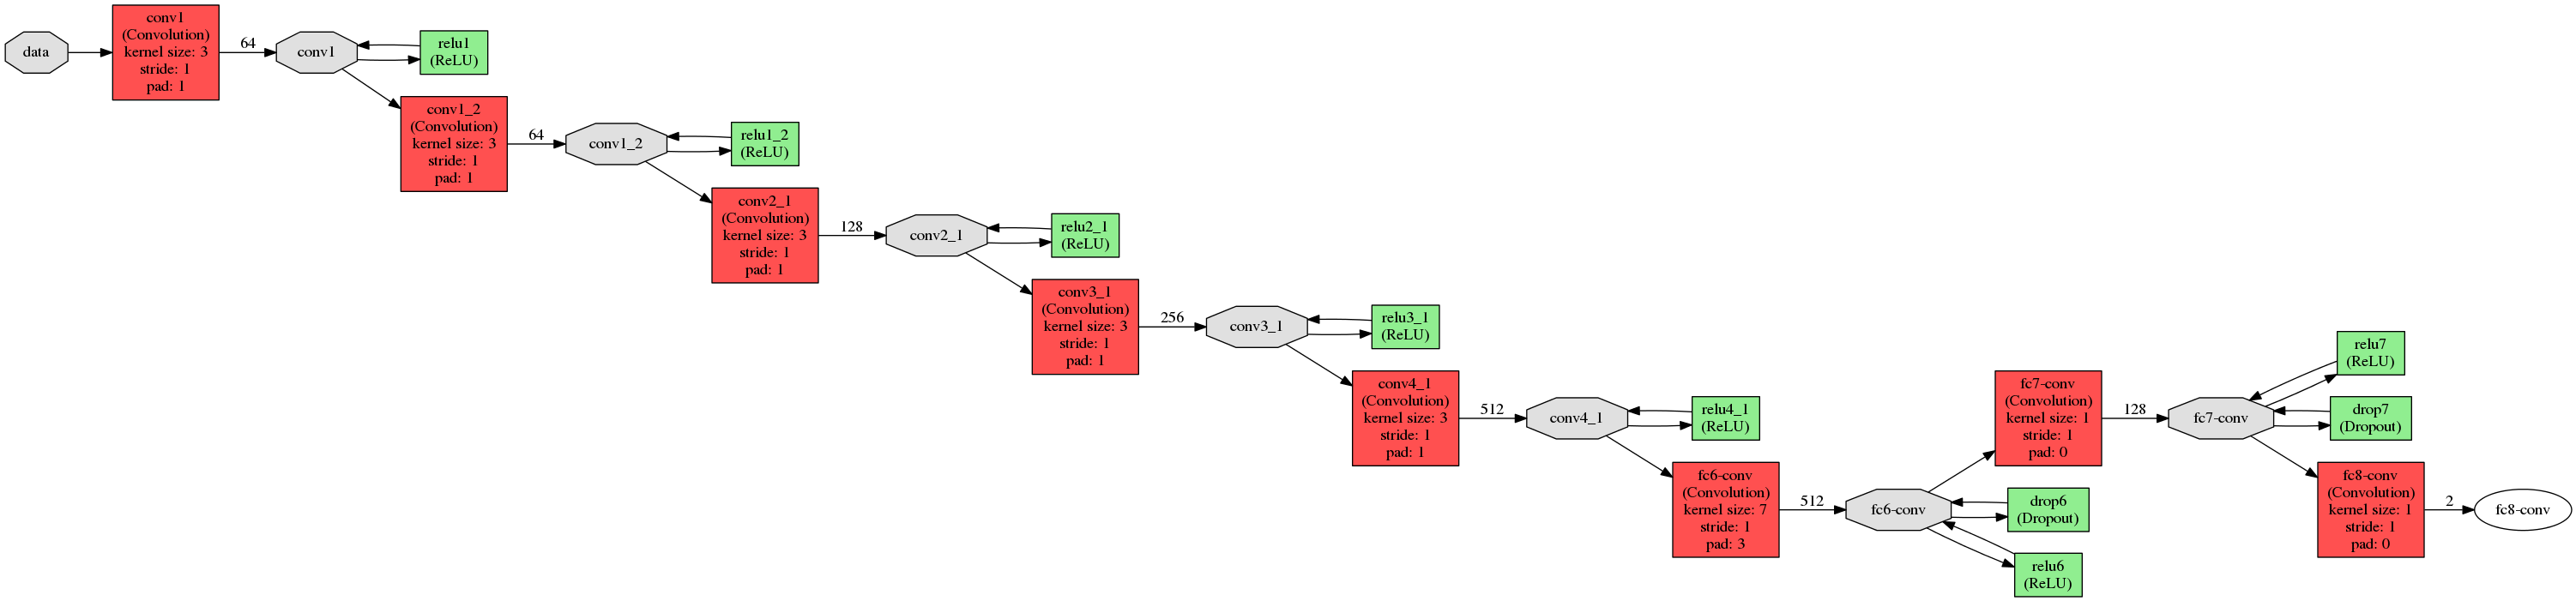 data
conv1
(Convolution)
kernel size: 3
stride: 1
pad: 1
64
conv1
relu1
(ReLU)
conv1_2
(Convolution)
kernel size: 3
stride: 1
pad: 1
64
conv1_2
relu1_2
(ReLU)
conv2_1
(Convolution)
kernel size: 3
stride: 1
pad: 1
128
conv2_1
relu2_1
(ReLU)
conv3_1
(Convolution)
kernel size: 3
stride: 1
pad: 1
256
conv3_1
relu3_1
(ReLU)
conv4_1
(Convolution)
kernel size: 3
stride: 1
pad: 1
512
conv4_1
relu4_1
(ReLU)
fc6-conv
(Convolution)
kernel size: 7
stride: 1
pad: 3
512
fc6-conv
drop6
(Dropout)
relu6
(ReLU)
fc7-conv
(Convolution)
kernel size: 1
stride: 1
pad: 0
128
fc7-conv
relu7
(ReLU)
drop7
(Dropout)
fc8-conv
(Convolution)
kernel size: 1
stride: 1
pad: 0
2
fc8-conv